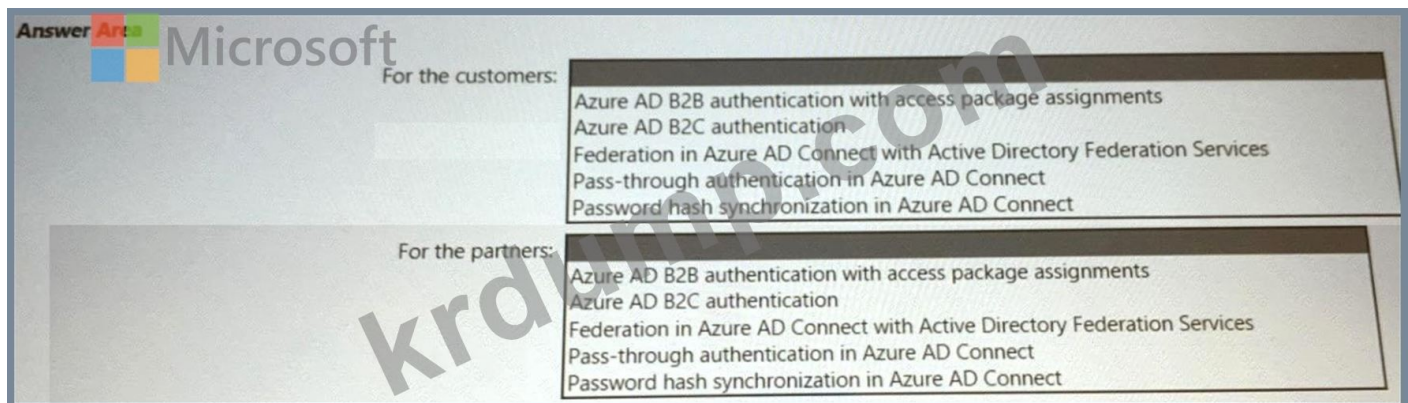 Answer Area
Microsoft
For the customers:
Azure AD B2B authentication with access package assignments
Azure AD B2C authentication
Federation in Azure AD Connect with Active Directory Federation Services
Pass-through authentication in Azure AD Connect
Password hash synchronization in Azure AD Connect
For the partners:
Azure AD B2B authentication with access package assignments
Azure AD B2C authentication
Federation in Azure AD Connect with Active Directory Federation Services
Pass-through authentication in Azure AD Connect
Password hash synchronization in Azure AD Connect
krdump.com